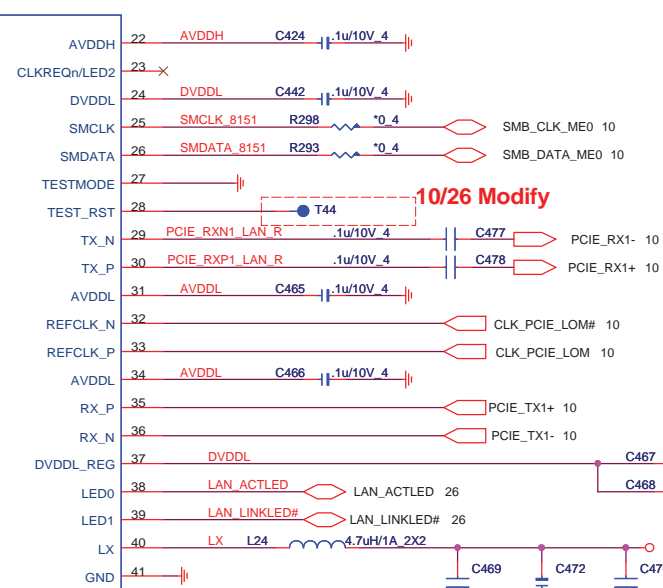 AVDDH 22 AVDDH C424 .1u/10V_4
CLKREQn/LED2 23
DVDDL 24 DVDDL C442 .1u/10V_4
SMCLK 25 SMCLK_8151 R298 *0_4 SMB_CLK_ME0 10
SMDATA 26 SMDATA_8151 R293 *0_4 SMB_DATA_ME0 10
TESTMODE 27
10/26 Modify
TEST_RST 28 T44
TX_N 29 PCIE_RXN1_LAN_R .1u/10V_4 C477 PCIE_RX1- 10
TX_P 30 PCIE_RXP1_LAN_R .1u/10V_4 C478 PCIE_RX1+ 10
AVDDL 31 AVDDL C465 .1u/10V_4
REFCLK_N 32 CLK_PCIE_LOM# 10
REFCLK_P 33 CLK_PCIE_LOM 10
AVDDL 34 AVDDL C466 .1u/10V_4
RX_P 35 PCIE_TX1+ 10
RX_N 36 PCIE_TX1- 10
DVDDL_REG 37 DVDDL C467
LED0 38 LAN_ACTLED LAN_ACTLED 26 C468
LED1 39 LAN_LINKLED# LAN_LINKLED# 26
LX 40 LX L24 4.7uH/1A_2X2
GND 41 C469 C472